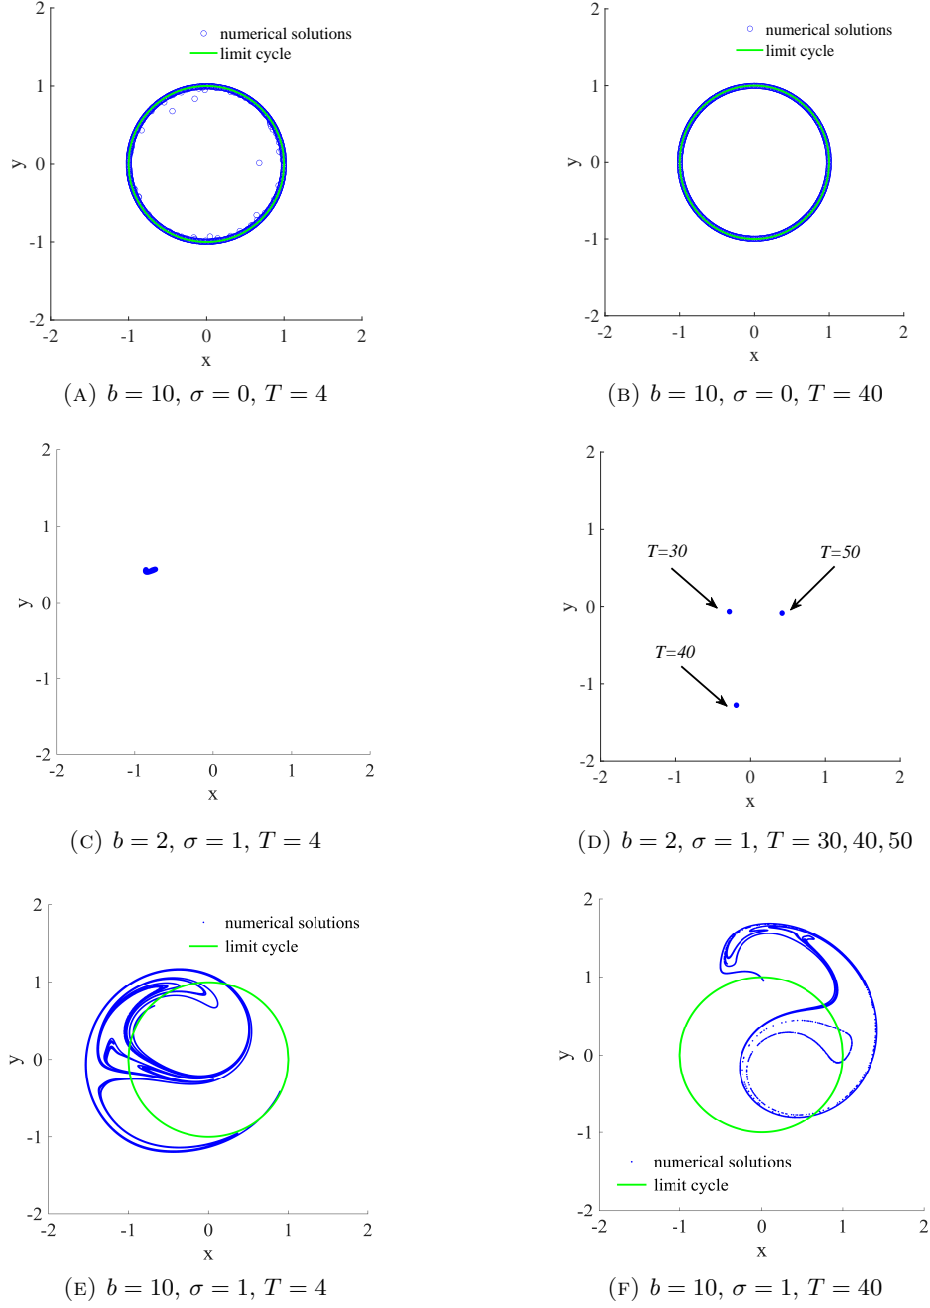 2
numerical solutions
limit cycle
1
y
0
-1
-2
-2 -1 0 1 2
x
(A) b = 10, σ = 0, T = 4
2
numerical solutions
limit cycle
1
y
0
-1
-2
-2 -1 0 1 2
x
(B) b = 10, σ = 0, T = 40
2
1
y
0
-1
-2
-2 -1 0 1 2
x
(C) b = 2, σ = 1, T = 4
2
1
T=30
T=50
y
0
T=40
-1
-2
-2 -1 0 1 2
x
(D) b = 2, σ = 1, T = 30, 40, 50
2
numerical solutions
limit cycle
1
y
0
-1
-2
-2 -1 0 1 2
x
(E) b = 10, σ = 1, T = 4
2
1
y
0
-1
numerical solutions
limit cycle
-2
-2 -1 0 1 2
x
(F) b = 10, σ = 1, T = 40